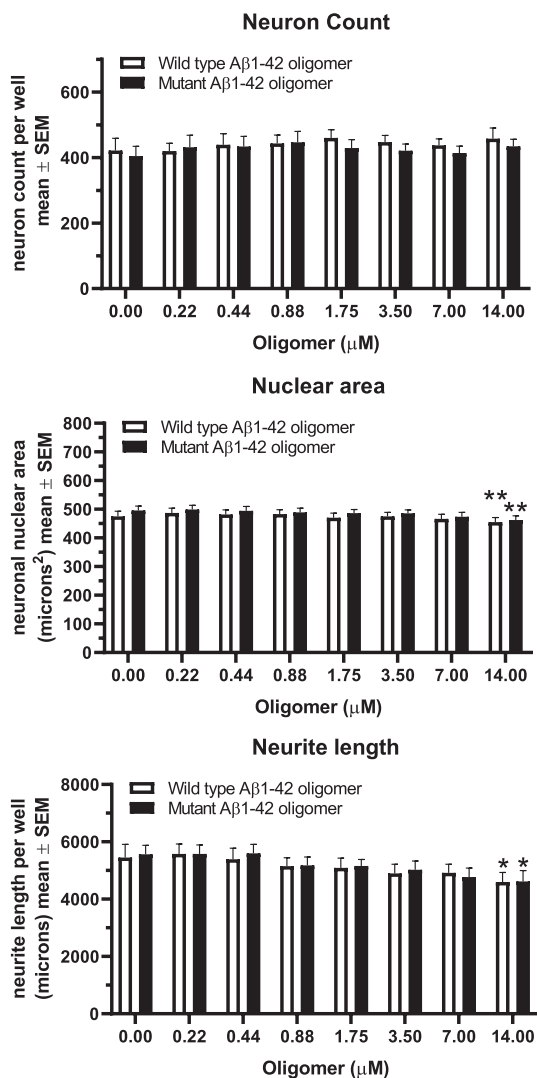 Neuron Count
Wild type Aβ1-42 oligomer
Mutant Aβ1-42 oligomer
neuron count per well
mean ± SEM
600
400
200
0
0.00 0.22 0.44 0.88 1.75 3.50 7.00 14.00
Oligomer (μM)
Nuclear area
Wild type Aβ1-42 oligomer
Mutant Aβ1-42 oligomer
neuronal nuclear area
(microns²) mean ± SEM
800
700
600
500
400
300
200
100
0
** **
0.00 0.22 0.44 0.88 1.75 3.50 7.00 14.00
Oligomer (μM)
Neurite length
Wild type Aβ1-42 oligomer
Mutant Aβ1-42 oligomer
neurite length per well
(microns) mean ± SEM
8000
6000
4000
2000
0
* *
0.00 0.22 0.44 0.88 1.75 3.50 7.00 14.00
Oligomer (μM)